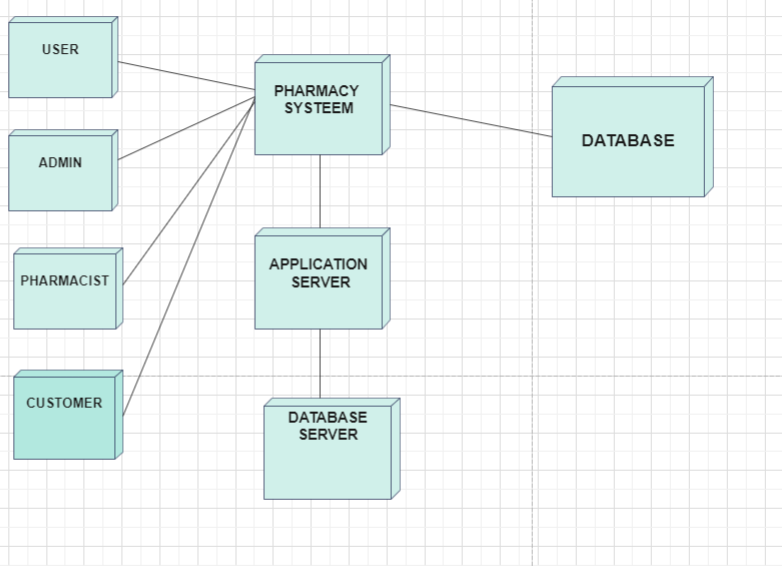 USER
ADMIN
PHARMACIST
CUSTOMER
PHARMACY
SYSTEEM
APPLICATION
SERVER
DATABASE
SERVER
DATABASE